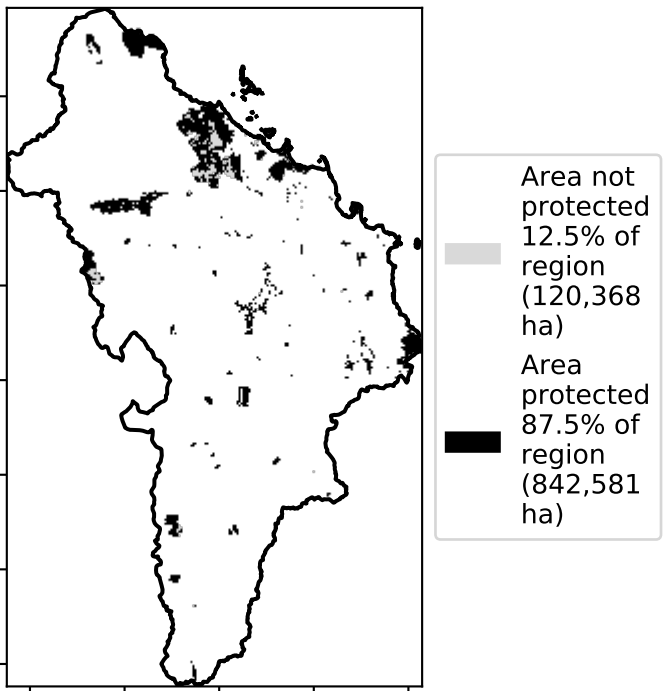 Area not
protected
12.5% of
region
(120,368
ha)
Area
protected
87.5% of
region
(842,581
ha)